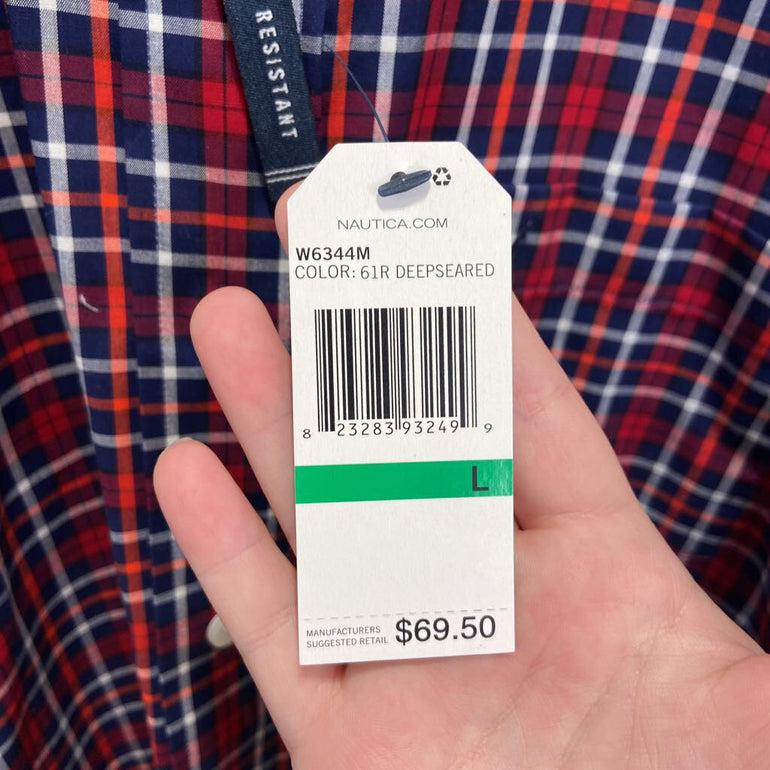 RESISTANT
NAUTICA.COM
W6344M
COLOR: 61R DEEPSEARED
8 23283 93249 9
L
MANUFACTURERS
SUGGESTED RETAIL $69.50